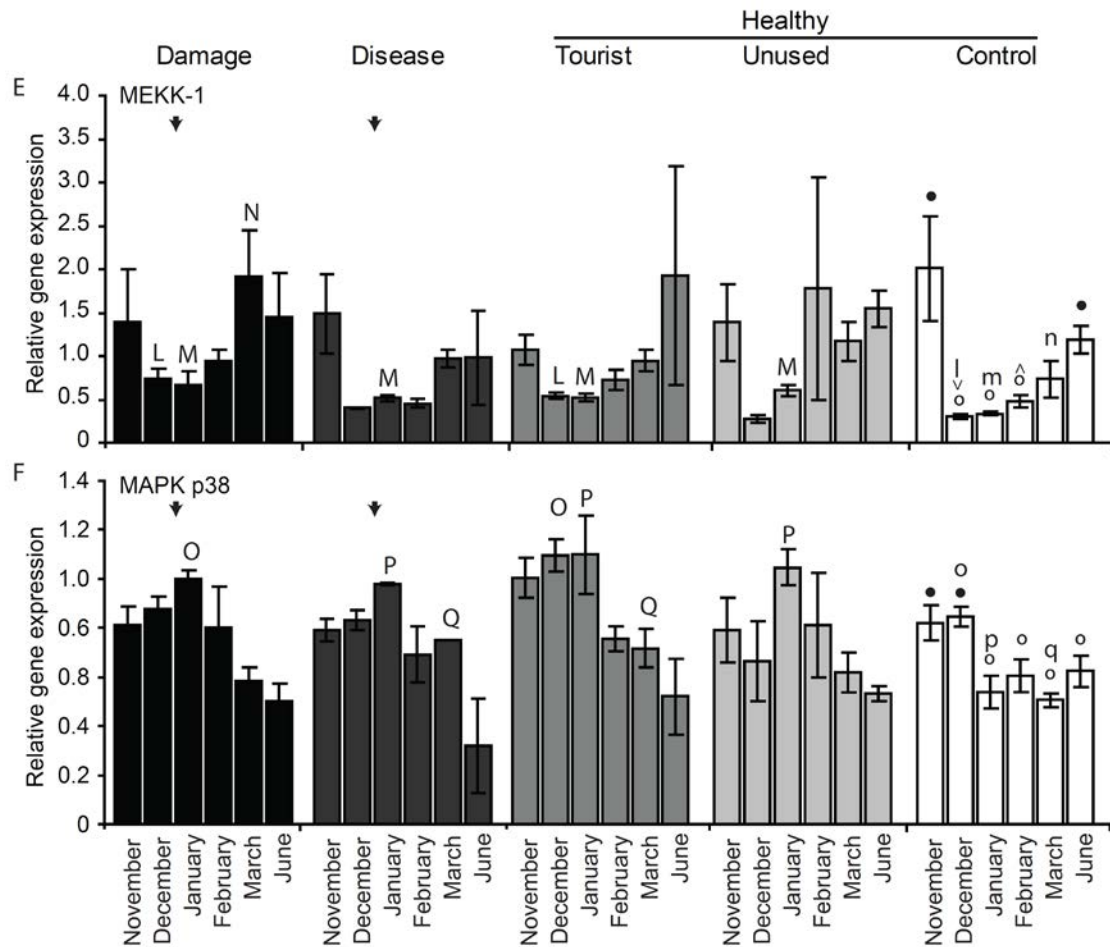 Healthy
Damage Disease Tourist Unused Control
E
MEKK-1
Relative gene expression
4.0
3.5
3.0
2.5
2.0
1.5
1.0
0.5
0
L M N
M
L M
M
● l ˅ o m o ^ o n ●
F
MAPK p38
Relative gene expression
1.4
1.2
1.0
0.6
0.8
0.4
0.2
0
O
P Q
O P Q
P
● o ● p o o q o o
November December January February March June
November December January February March June
November December January February March June
November December January February March June
November December January February March June